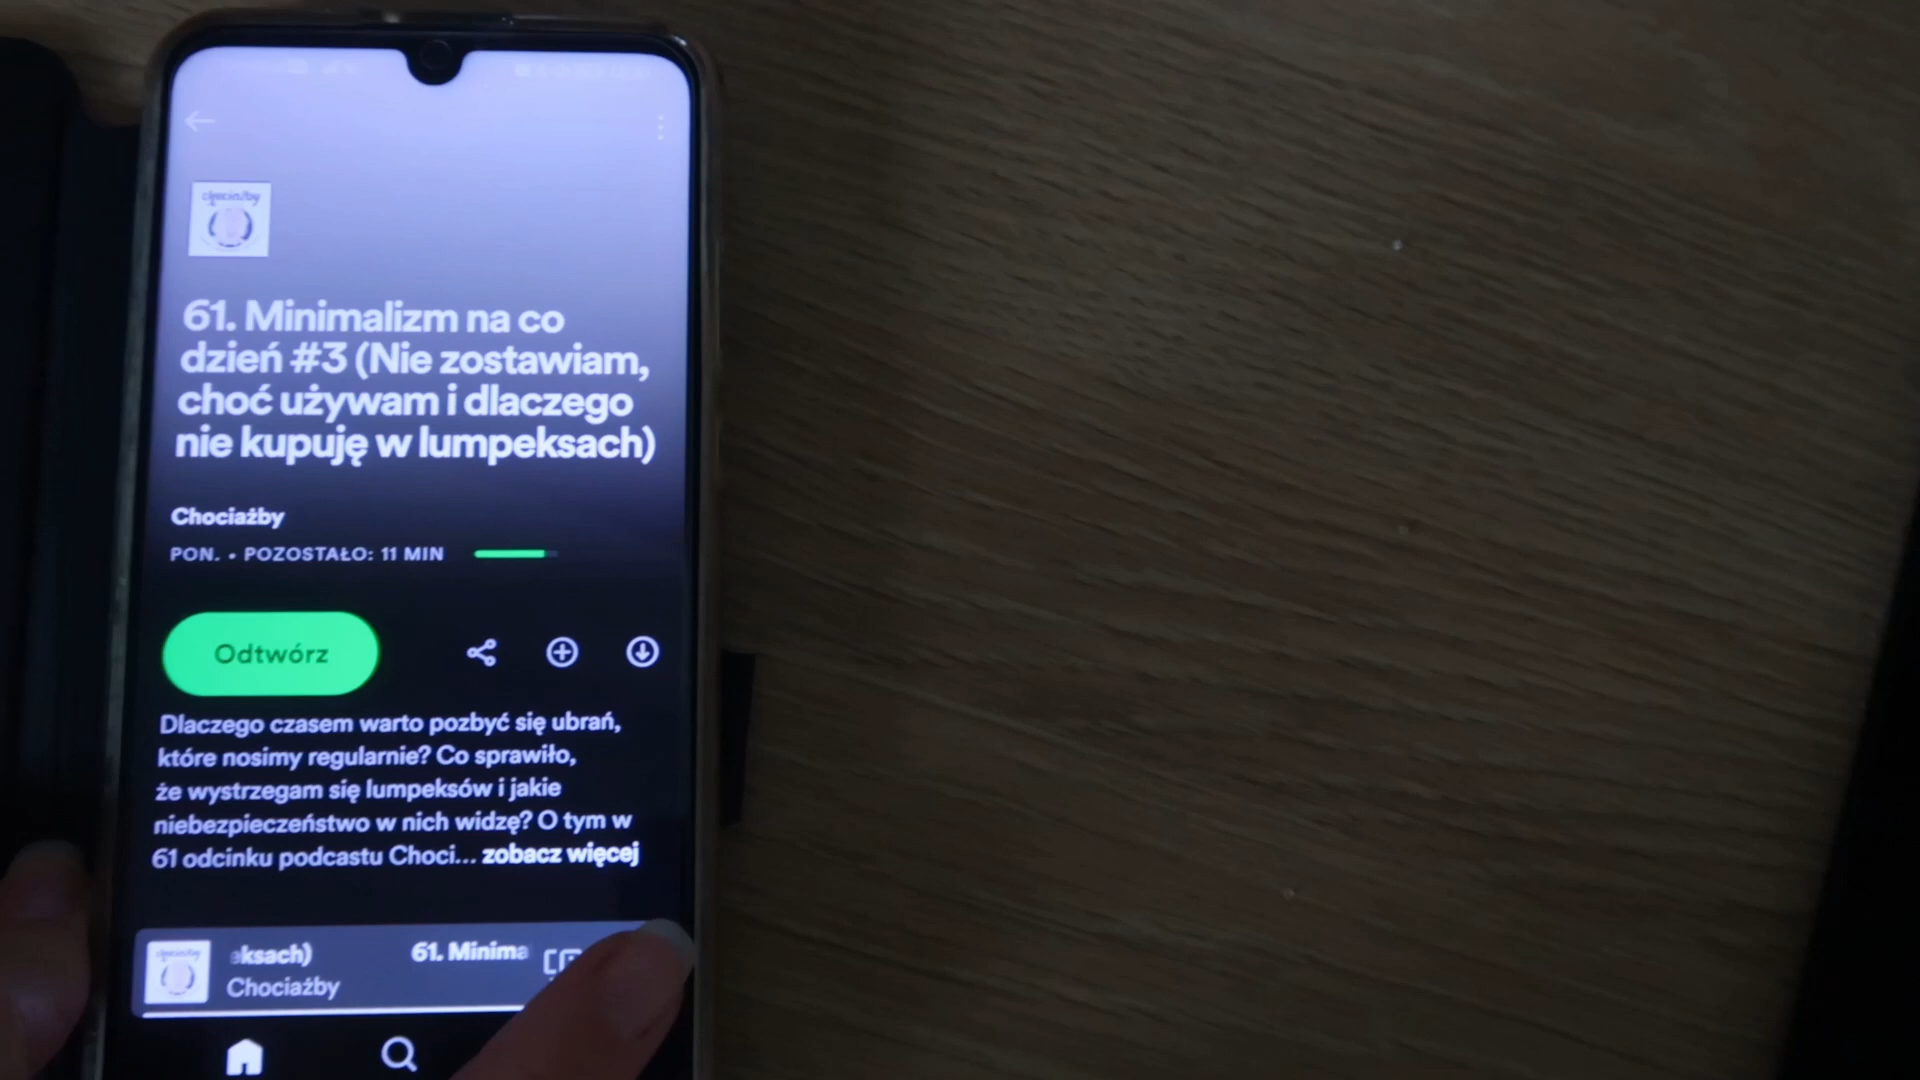 chociażby
61. Minimalizm na co
dzień #3 (Nie zostawiam,
choć używam i dlaczego
nie kupuję w lumpeksach)
Chociażby
PON. • POZOSTAŁO: 11 MIN
Odtwórz
Dlaczego czasem warto pozbyć się ubrań,
które nosimy regularnie? Co sprawiło,
że wystrzegam się lumpeksów i jakie
niebezpieczeństwo w nich widzę? O tym w
61 odcinku podcastu Choci... zobacz więcej
eksach) 61. Minima
Chociażby